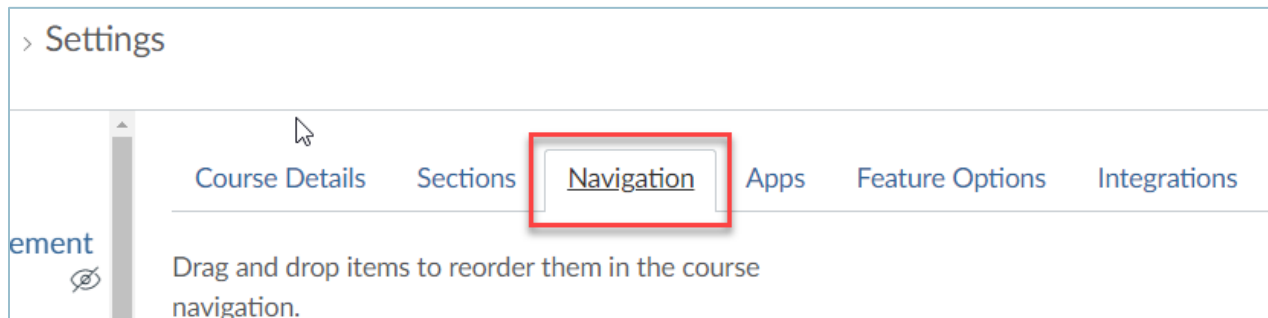 › Settings
Course Details Sections Navigation Apps Feature Options Integrations
ement
Drag and drop items to reorder them in the course
navigation.